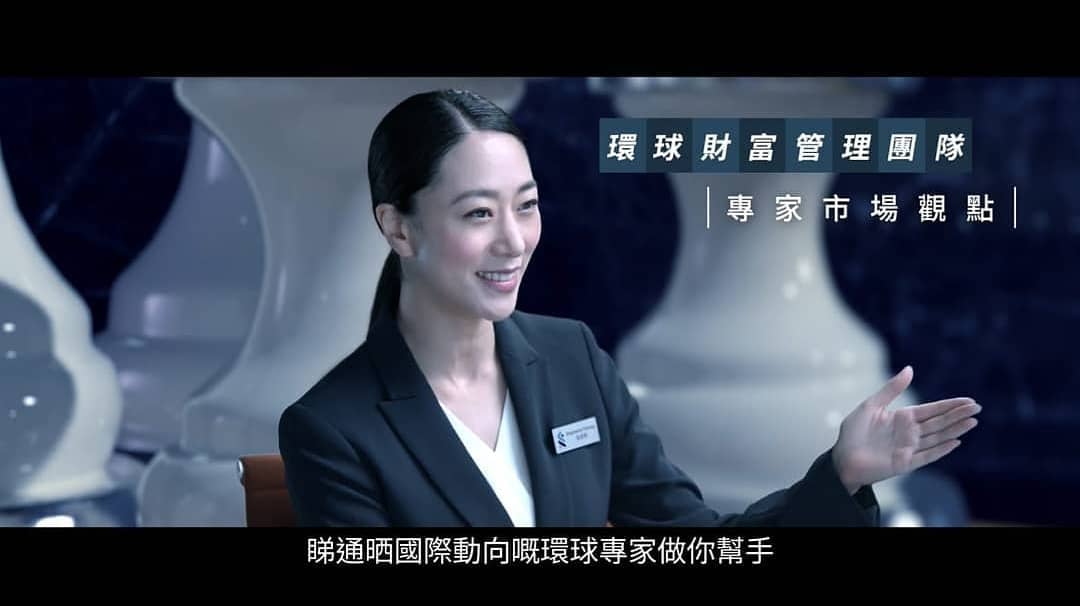 環球財富管理團隊
專家市場觀點
睇通晒國際動向嘅環球專家做你幫手